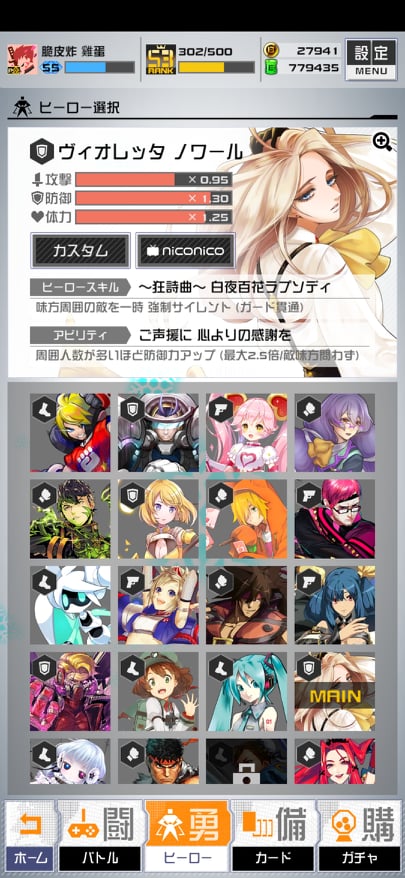 脆皮炸 雞蛋
55
53
RANK
302/500
27941
779435
設定
MENU
ヒーロー選択
ヴィオレッタ ノワール
攻撃 × 0.95
防御 × 1.30
体力 × 1.25
カスタム
niconico
ヒーロースキル ～狂詩曲～ 白夜百花ラプソディ
味方周囲の敵を一時 強制サイレント (ガード貫通)
アビリティ ご声援に 心よりの感謝を
周囲人数が多いほど防御力アップ (最大2.5倍/敵味方問わず)
01
MAIN
闘
勇
備
購
ホーム
バトル
ヒーロー
カード
ガチャ